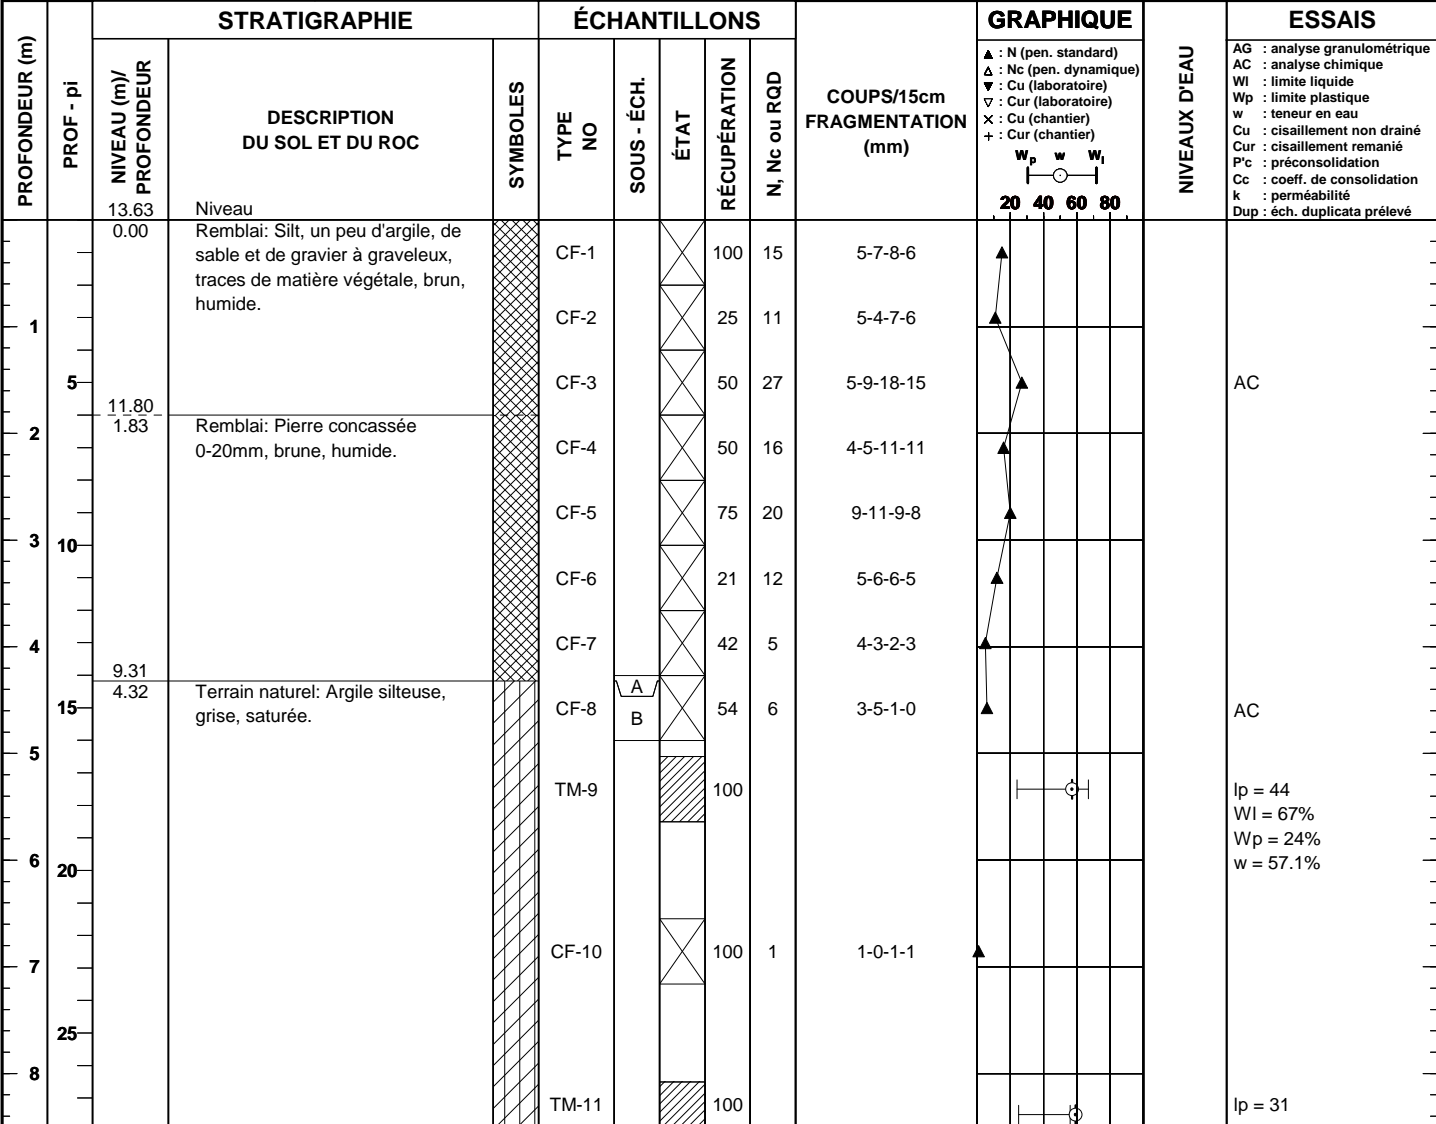 STRATIGRAPHIE
ÉCHANTILLONS
GRAPHIQUE
ESSAIS
PROFONDEUR (m)
PROF - pi
NIVEAU (m)/
PROFONDEUR
DESCRIPTION
DU SOL ET DU ROC
SYMBOLES
TYPE
NO
SOUS - ÉCH.
ÉTAT
RÉCUPÉRATION
N, Nc ou RQD
COUPS/15cm
FRAGMENTATION
(mm)
▲ : N (pen. standard)
△ : Nc (pen. dynamique)
▼ : Cu (laboratoire)
▽ : Cur (laboratoire)
× : Cu (chantier)
+ : Cur (chantier)
Wp w Wl
20 40 60 80
NIVEAUX D'EAU
AG : analyse granulométrique
AC : analyse chimique
Wl : limite liquide
Wp : limite plastique
w : teneur en eau
Cu : cisaillement non drainé
Cur : cisaillement remanié
P'c : préconsolidation
Cc : coeff. de consolidation
k : perméabilité
Dup : éch. duplicata prélevé
13.63 Niveau
0.00 Remblai: Silt, un peu d'argile, de
sable et de gravier à graveleux,
traces de matière végétale, brun,
humide.
CF-1 100 15 5-7-8-6
1 CF-2 25 11 5-4-7-6
5 CF-3 50 27 5-9-18-15 AC
11.80
1.83 Remblai: Pierre concassée
0-20mm, brune, humide.
2
CF-4 50 16 4-5-11-11
CF-5 75 20 9-11-9-8
3 10
CF-6 21 12 5-6-6-5
4 CF-7 42 5 4-3-2-3
9.31
4.32 Terrain naturel: Argile silteuse,
grise, saturée.
A
15 CF-8 B 54 6 3-5-1-0 AC
5
TM-9 100 Ip = 44
Wl = 67%
Wp = 24%
w = 57.1%
6 20
CF-10 100 1 1-0-1-1
7
25
8
TM-11 100 Ip = 31